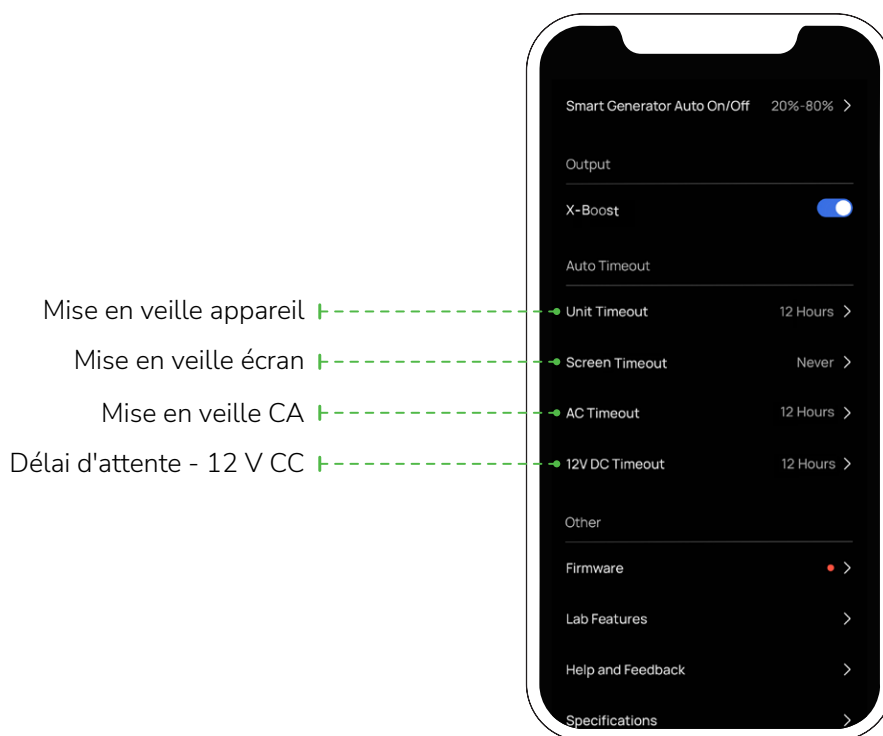 Smart Generator Auto On/Off 20%-80%
Output
X-Boost
Auto Timeout
Mise en veille appareil Unit Timeout 12 Hours
Mise en veille écran Screen Timeout Never
Mise en veille CA AC Timeout 12 Hours
Délai d'attente - 12 V CC 12V DC Timeout 12 Hours
Other
Firmware
Lab Features
Help and Feedback
Specifications